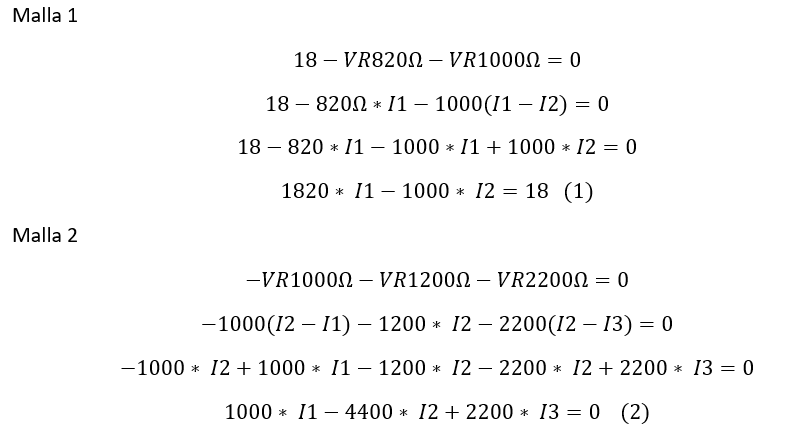 Malla 1
18 − VR820Ω − VR1000Ω = 0
18 − 820Ω ∗ I1 − 1000(I1 − I2) = 0
18 − 820 ∗ I1 − 1000 ∗ I1 + 1000 ∗ I2 = 0
1820 ∗ I1 − 1000 ∗ I2 = 18 (1)
Malla 2
−VR1000Ω − VR1200Ω − VR2200Ω = 0
−1000(I2 − I1) − 1200 ∗ I2 − 2200(I2 − I3) = 0
−1000 ∗ I2 + 1000 ∗ I1 − 1200 ∗ I2 − 2200 ∗ I2 + 2200 ∗ I3 = 0
1000 ∗ I1 − 4400 ∗ I2 + 2200 ∗ I3 = 0 (2)